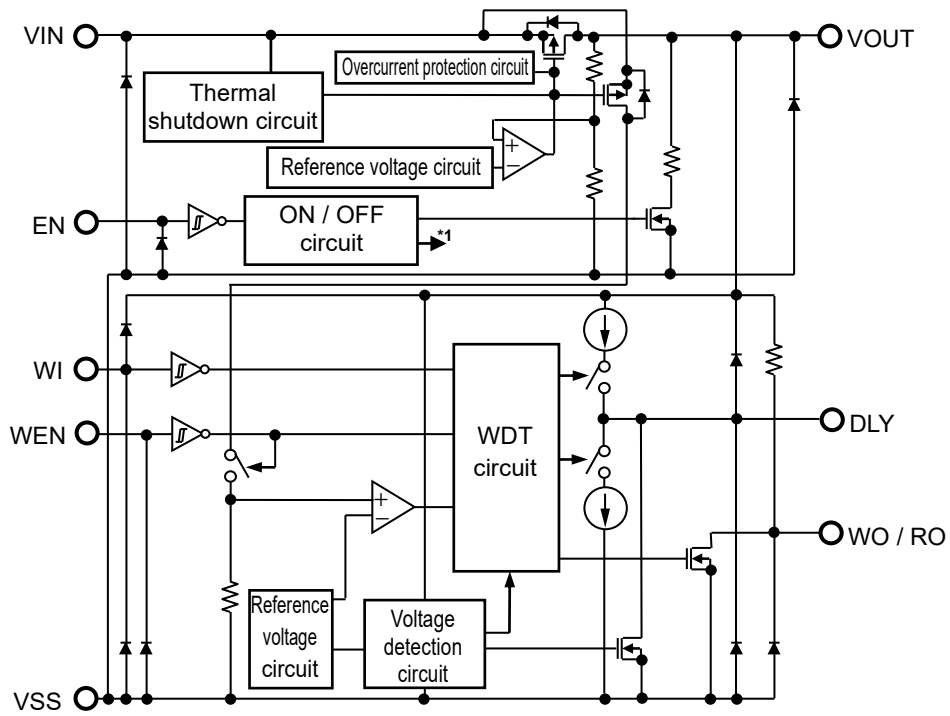 VIN
VOUT
Overcurrent protection circuit
Thermal
shutdown circuit
+
−
Reference voltage circuit
EN
ON / OFF
circuit
*1
WI
WEN
WDT
circuit
DLY
+
−
WO / RO
Reference
voltage
circuit
Voltage
detection
circuit
VSS